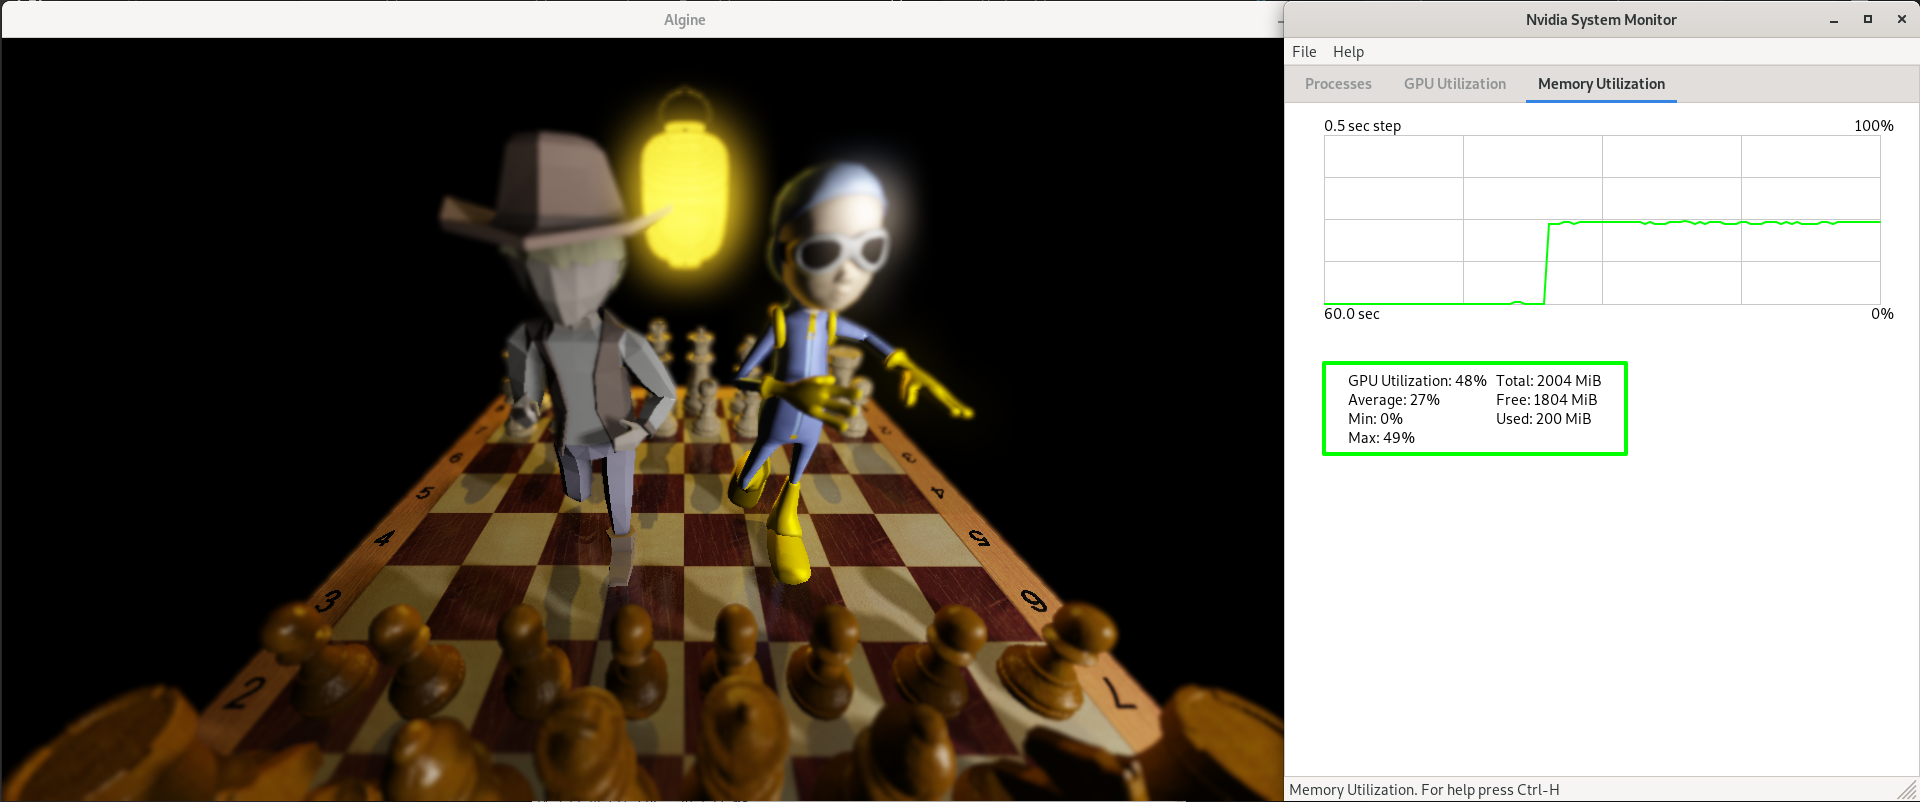 Algine
Nvidia System Monitor
File Help
Processes GPU Utilization Memory Utilization
0.5 sec step 100%
60.0 sec 0%
GPU Utilization: 48% Total: 2004 MiB
Average: 27% Free: 1804 MiB
Min: 0% Used: 200 MiB
Max: 49%
6
5 4
4 5
3 6
2 7
Memory Utilization. For help press Ctrl-H